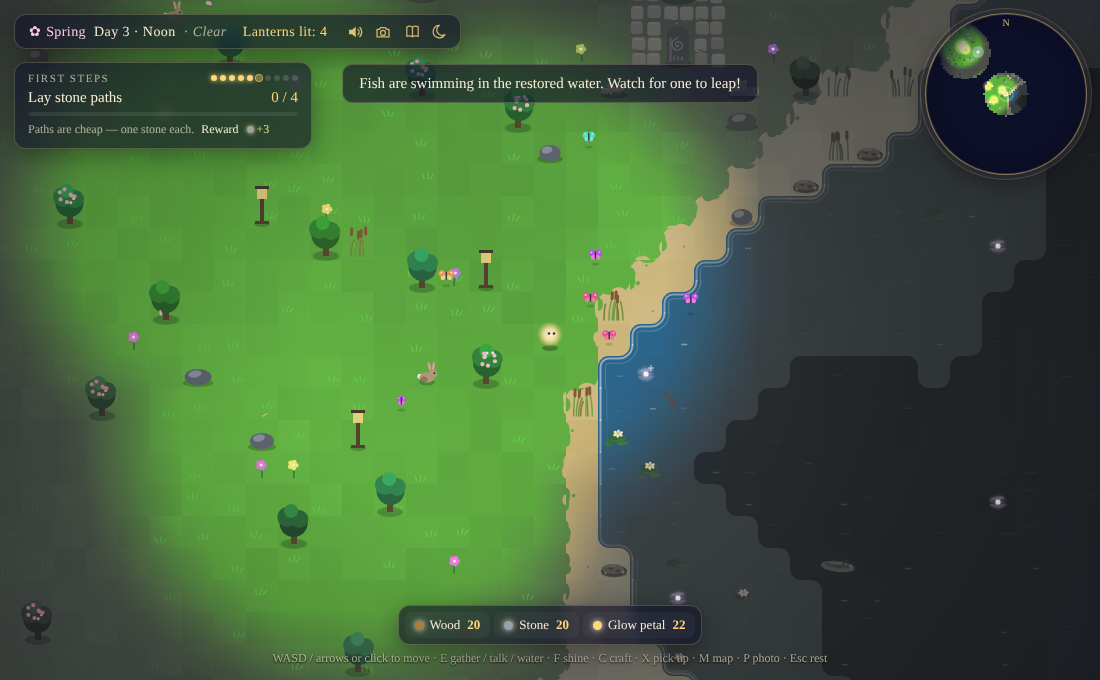 ✿ Spring Day 3 · Noon · Clear Lanterns lit: 4
FIRST STEPS
Lay stone paths 0 / 4
Paths are cheap — one stone each. Reward +3
Fish are swimming in the restored water. Watch for one to leap!
N
Wood 20 Stone 20 Glow petal 22
WASD / arrows or click to move · E gather / talk / water · F shine · C craft · X pick up · M map · P photo · Esc rest